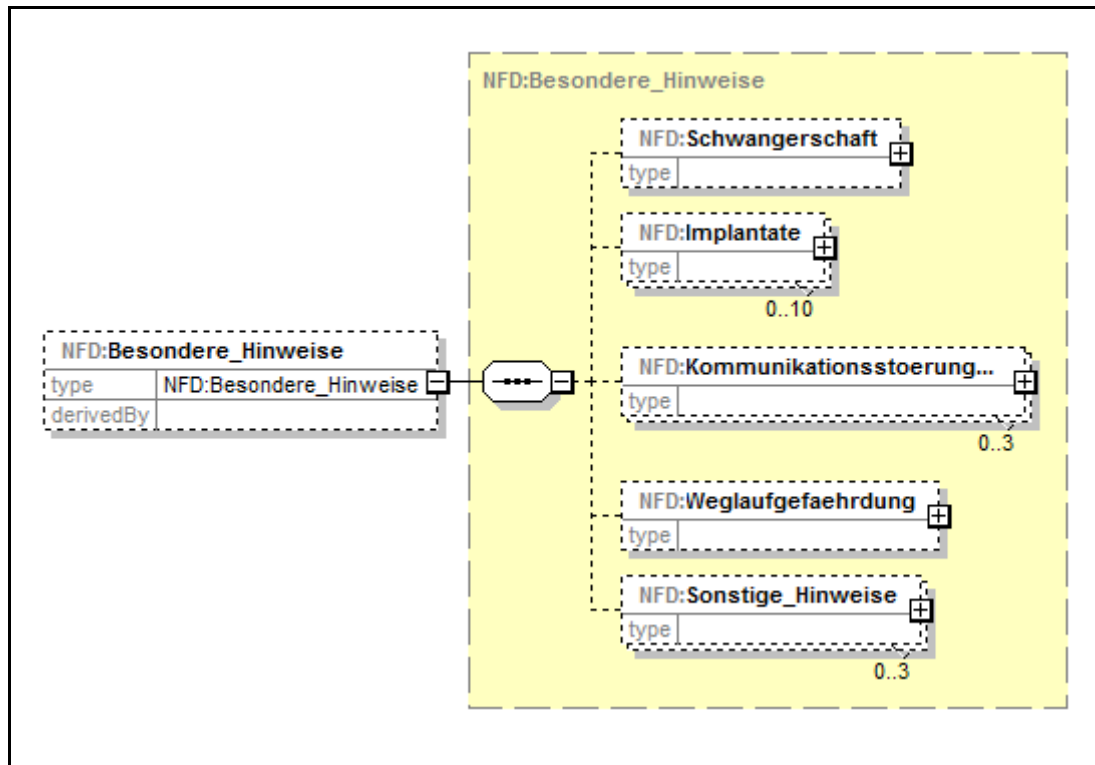 NFD:Besondere_Hinweise
NFD:Schwangerschaft
type
NFD:Implantate
type
0..10
NFD:Besondere_Hinweise
type NFD:Besondere_Hinweise
derivedBy
NFD:Kommunikationsstoerung...
type
0..3
NFD:Weglaufgefaehrdung
type
NFD:Sonstige_Hinweise
type
0..3